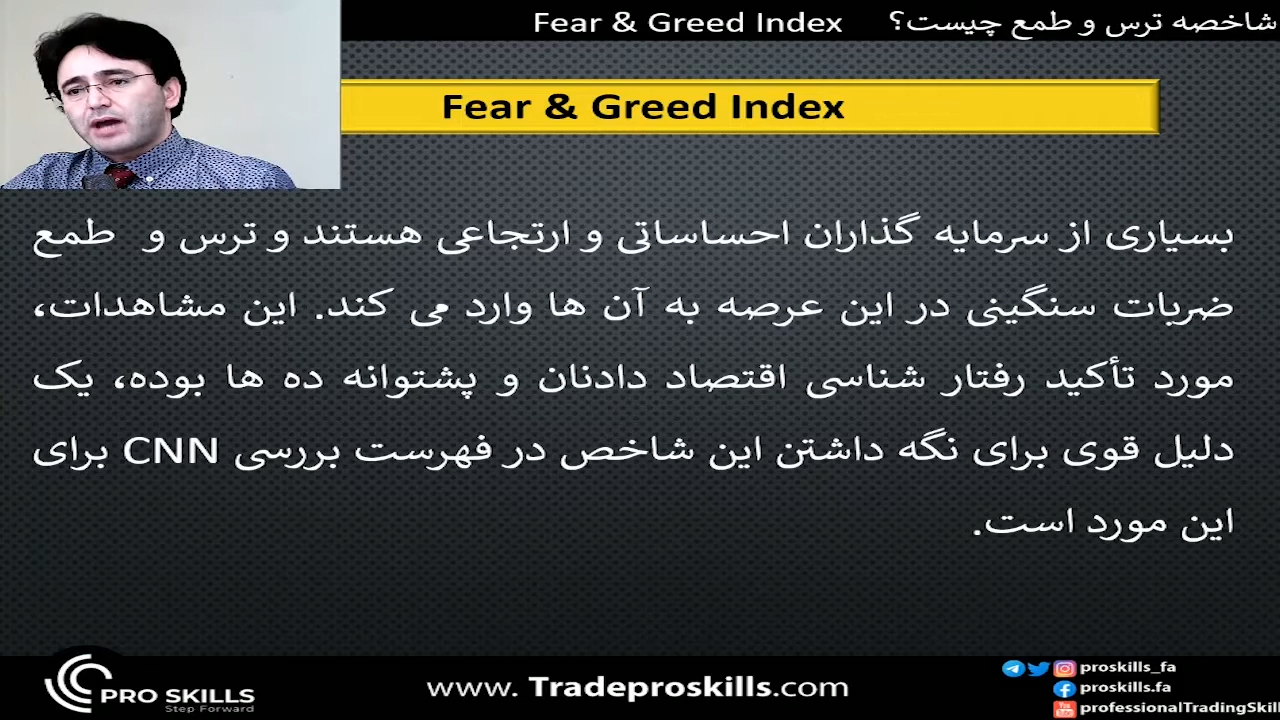 شاخصه ترس و طمع چیست؟ Fear & Greed Index
Fear & Greed Index
بسیاری از سرمایه گذاران احساساتی و ارتجاعی هستند و ترس و طمع
ضربات سنگینی در این عرصه به آن ها وارد می کند. این مشاهدات،
مورد تأکید رفتار شناسی اقتصاد دادنان و پشتوانه ده ها بوده، یک
دلیل قوی برای نگه داشتن این شاخص در فهرست بررسی CNN برای
این مورد است.
PRO SKILLS
Step Forward
www. Tradeproskills.com
proskills_fa
proskills.fa
professionalTradingSkill